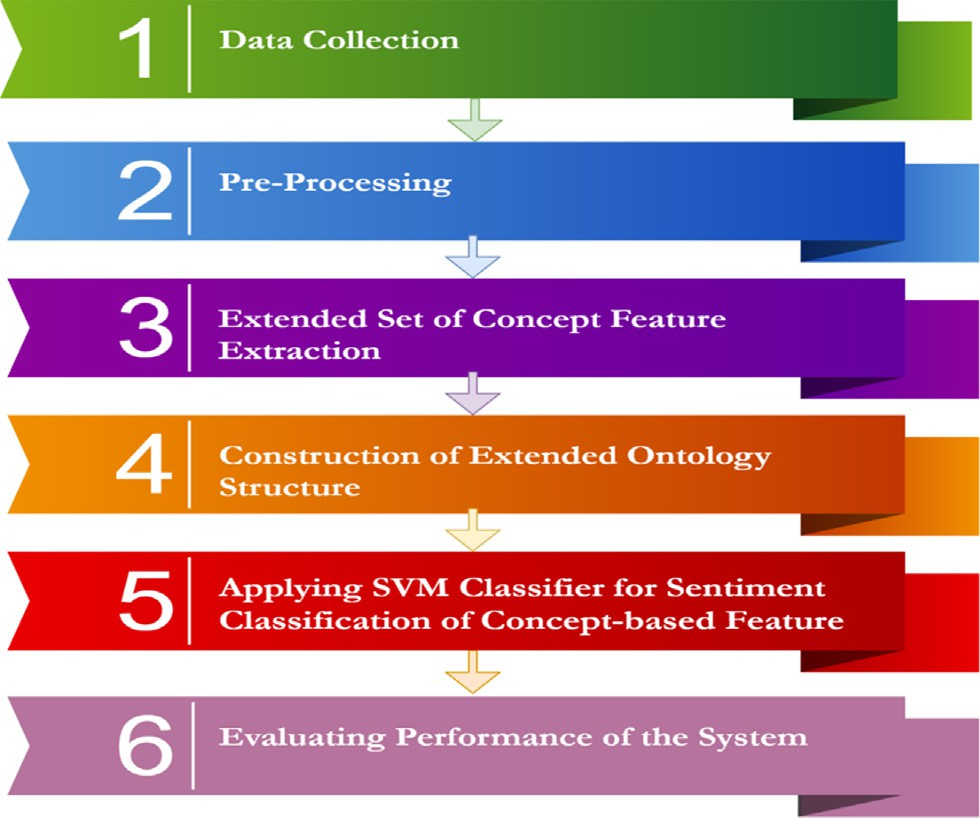 1
Data Collection
2
Pre-Processing
3
Extended Set of Concept Feature
Extraction
4
Construction of Extended Ontology
Structure
5
Applying SVM Classifier for Sentiment
Classification of Concept-based Feature
6
Evaluating Performance of the System